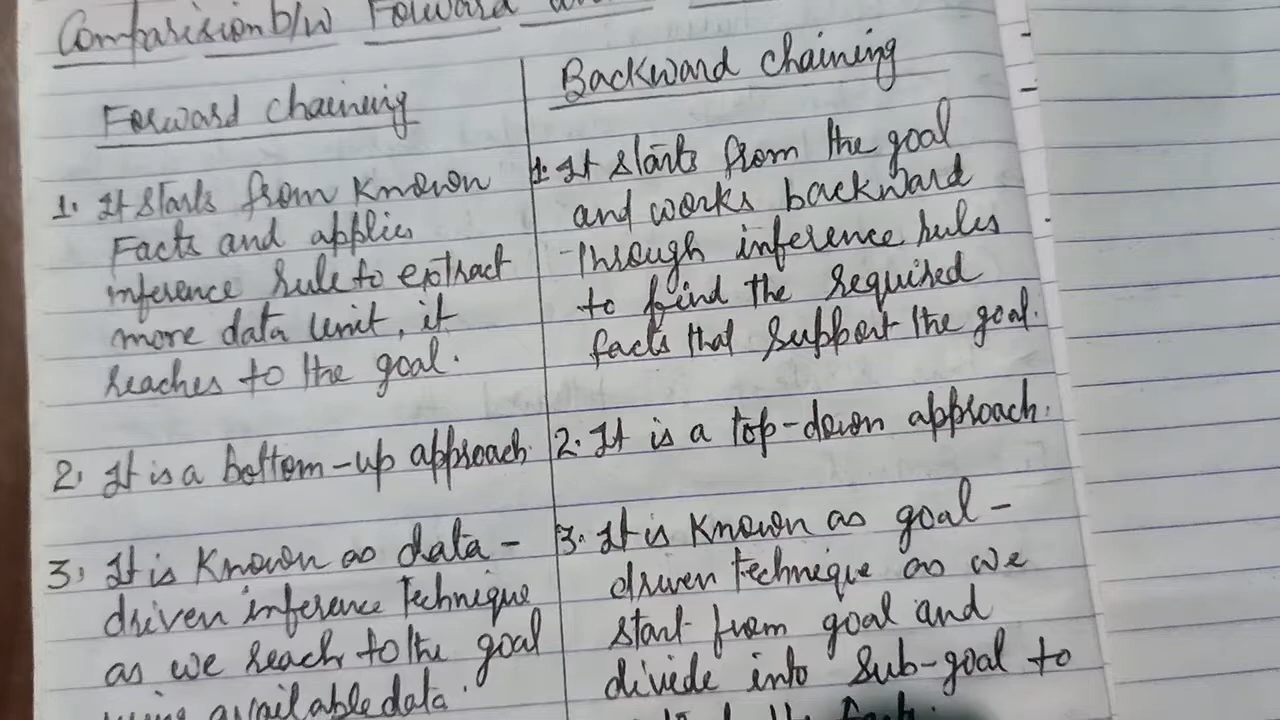 Comparision b/w Forward
Forward chaining
1. It starts from known
Facts and applies
inference rule to extract
more data unit, it
reaches to the goal.
2. It is a bottom-up approach
3. It is known as data-
driven inference technique
as we reach to the goal
using available data.
Backward chaining
1. It starts from the goal
and works backward
through inference rules
to find the required
facts that support the goal.
2. It is a top-down approach.
3. It is known as goal-
driven technique as we
start from goal and
divide into sub-goal to
the